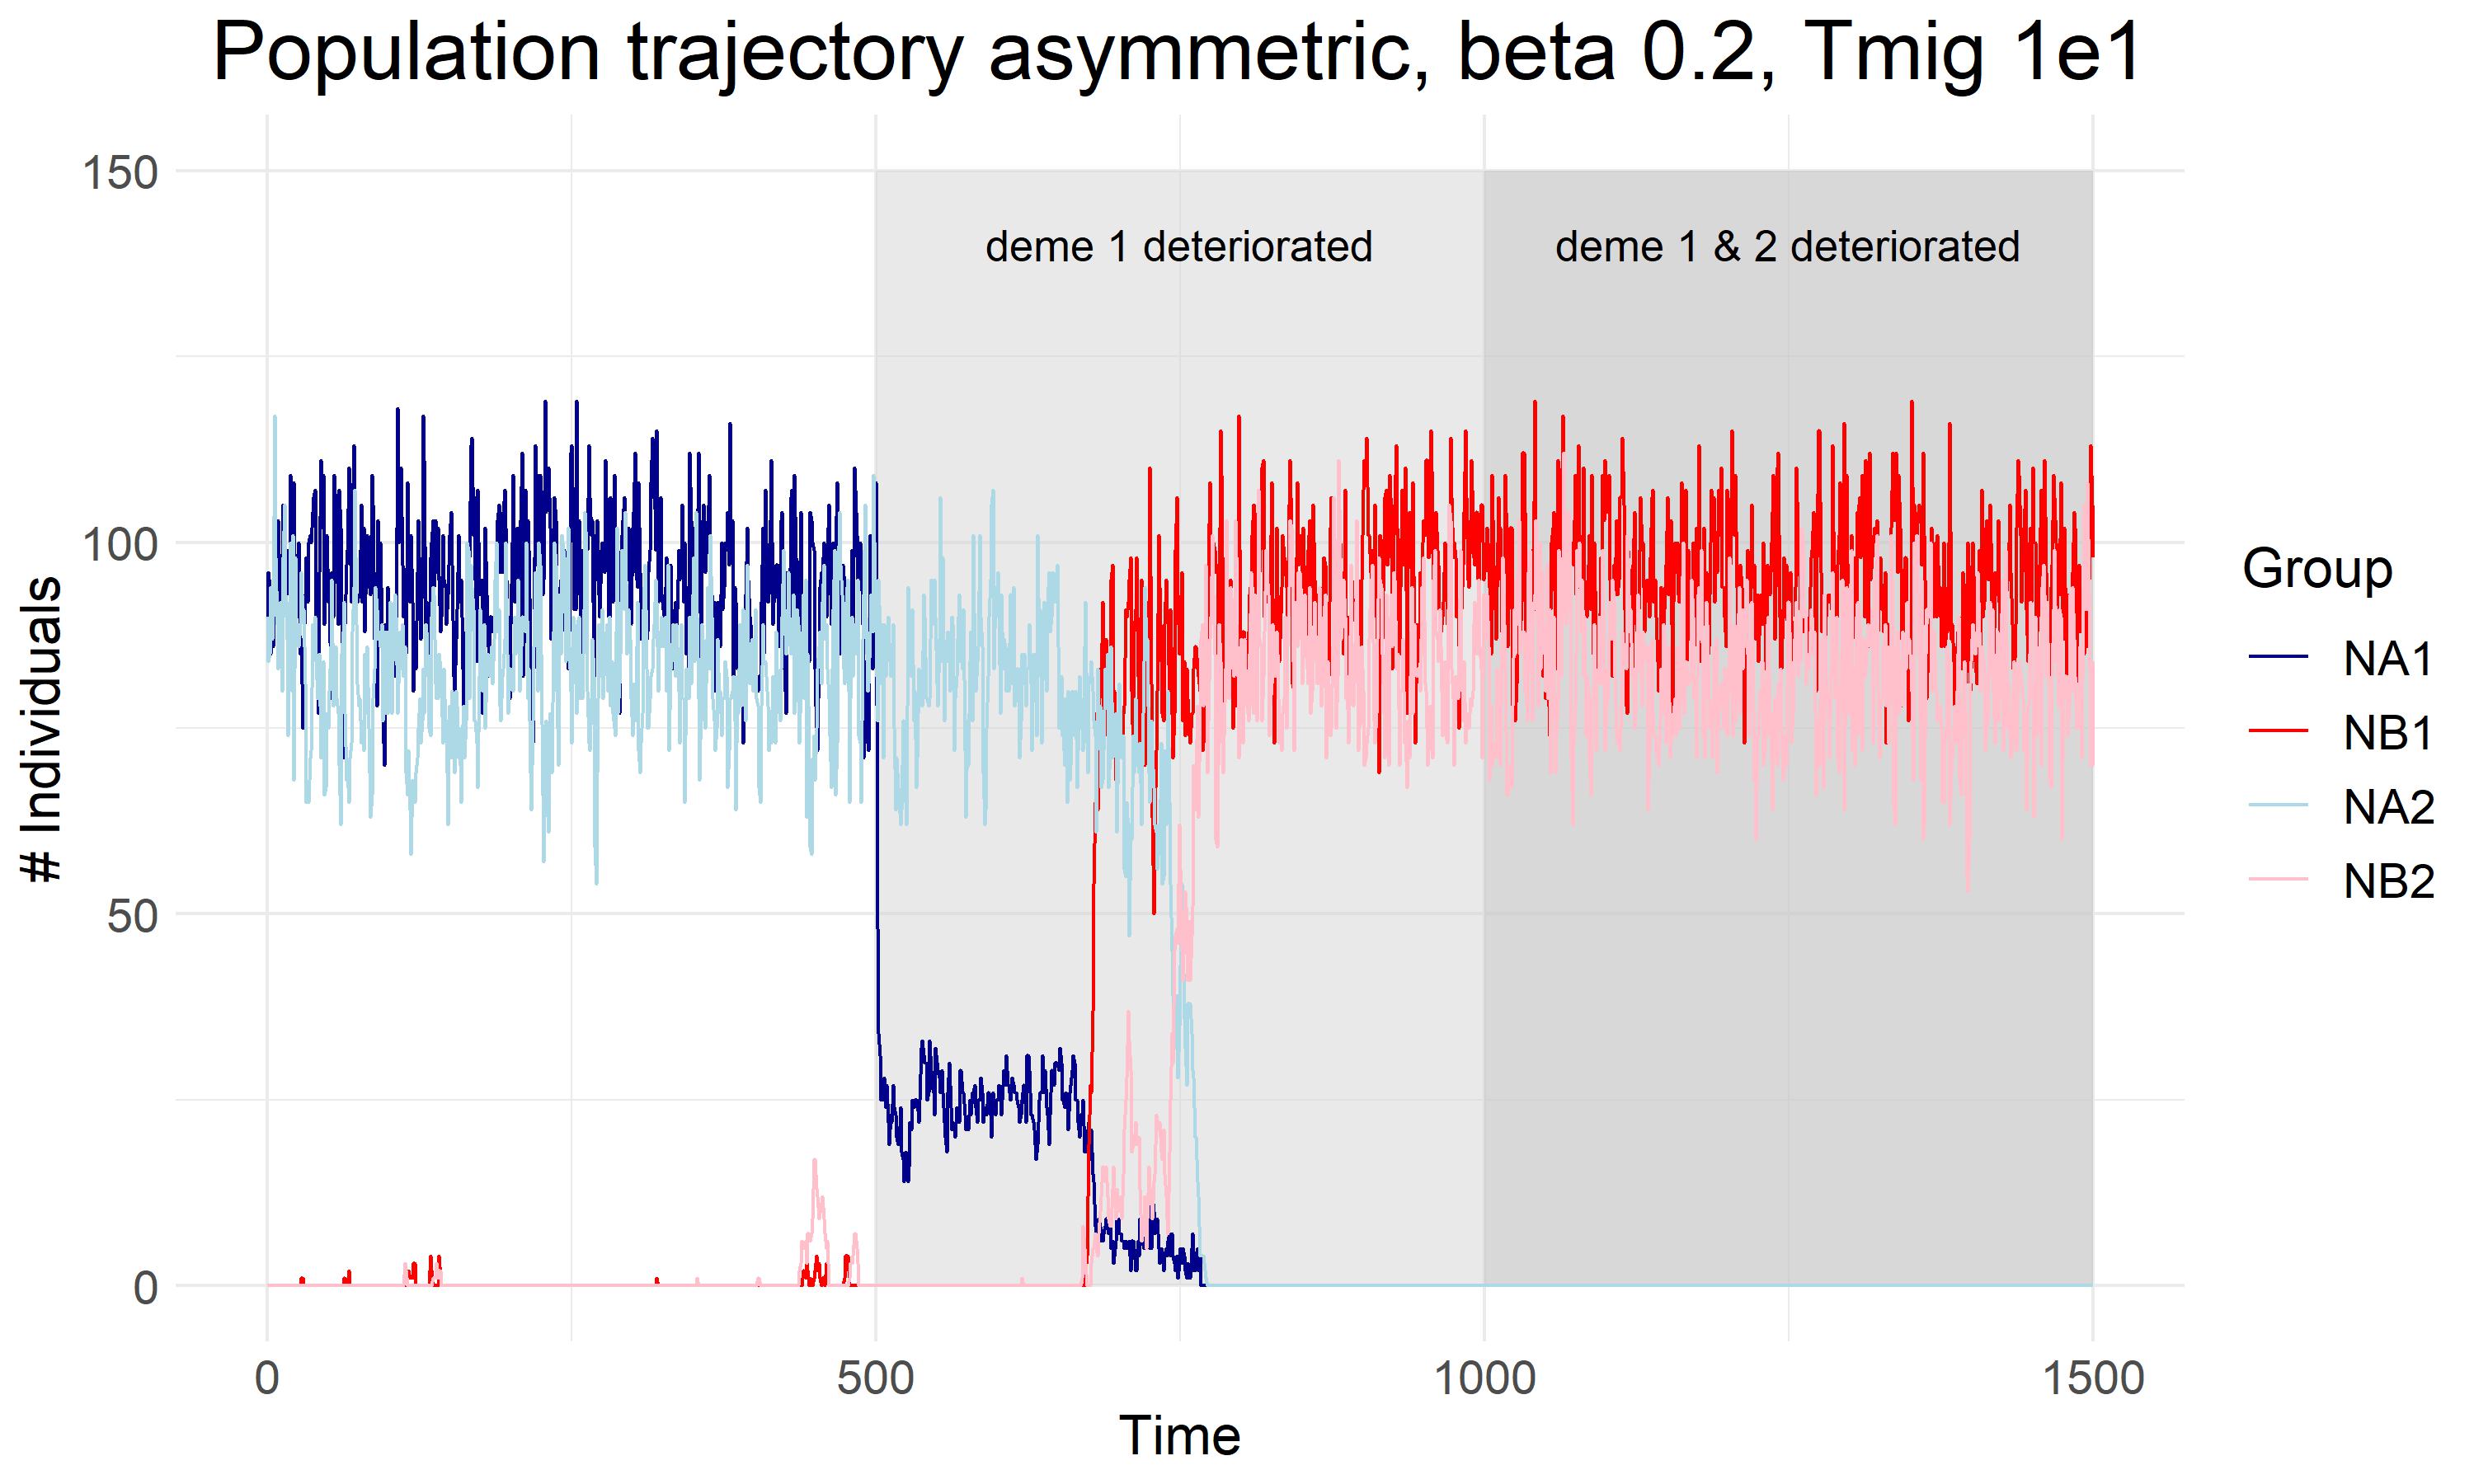 Population trajectory asymmetric, beta 0.2, Tmig 1e1
150
100
50
0
# Individuals
deme 1 deteriorated
deme 1 & 2 deteriorated
0
500
1000
1500
Time
Group
NA1
NB1
NA2
NB2